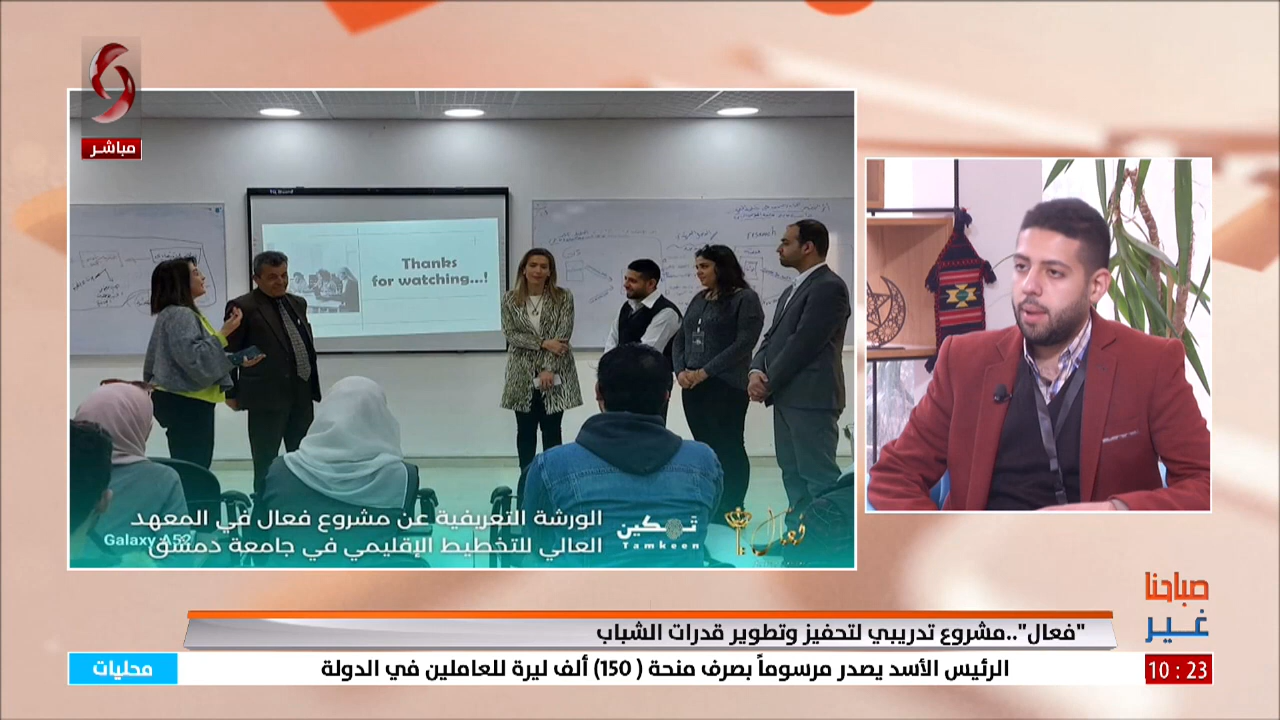 مباشر
Thanks
for watching...!
research
الورشة التعريفية عن مشروع فعال في المعهد
العالي للتخطيط الإقليمي في جامعة دمشق
Galaxy A52
تمكين
Tamkeen
فعال
صباحنا
غير
"فعال"..مشروع تدريبي لتحفيز وتطوير قدرات الشباب
محليات
الرئيس الأسد يصدر مرسوماً بصرف منحة ( 150) ألف ليرة للعاملين في الدولة
10 : 23